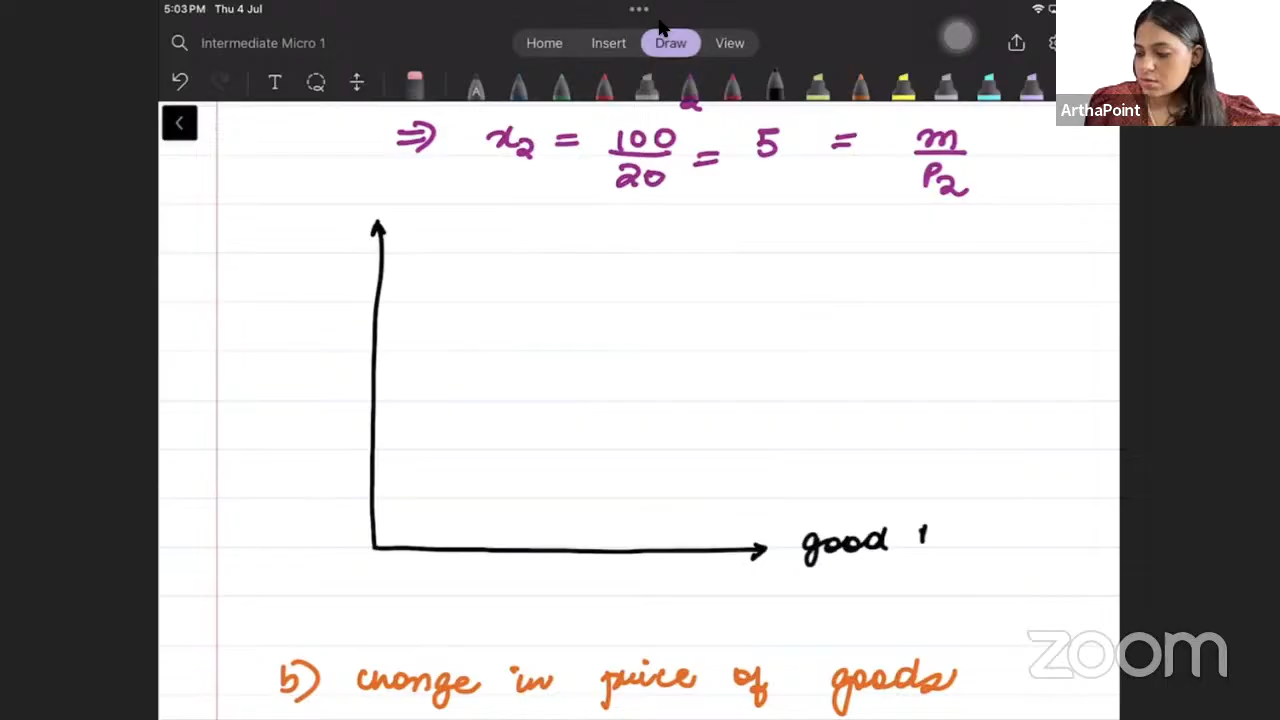 5:03 PM Thu 4 Jul
Intermediate Micro 1
Home Insert Draw View
ArthaPoint
⇒ x₂ = 100/20 = 5 = m/P₂
good 1
zoom
b) change in price of goods